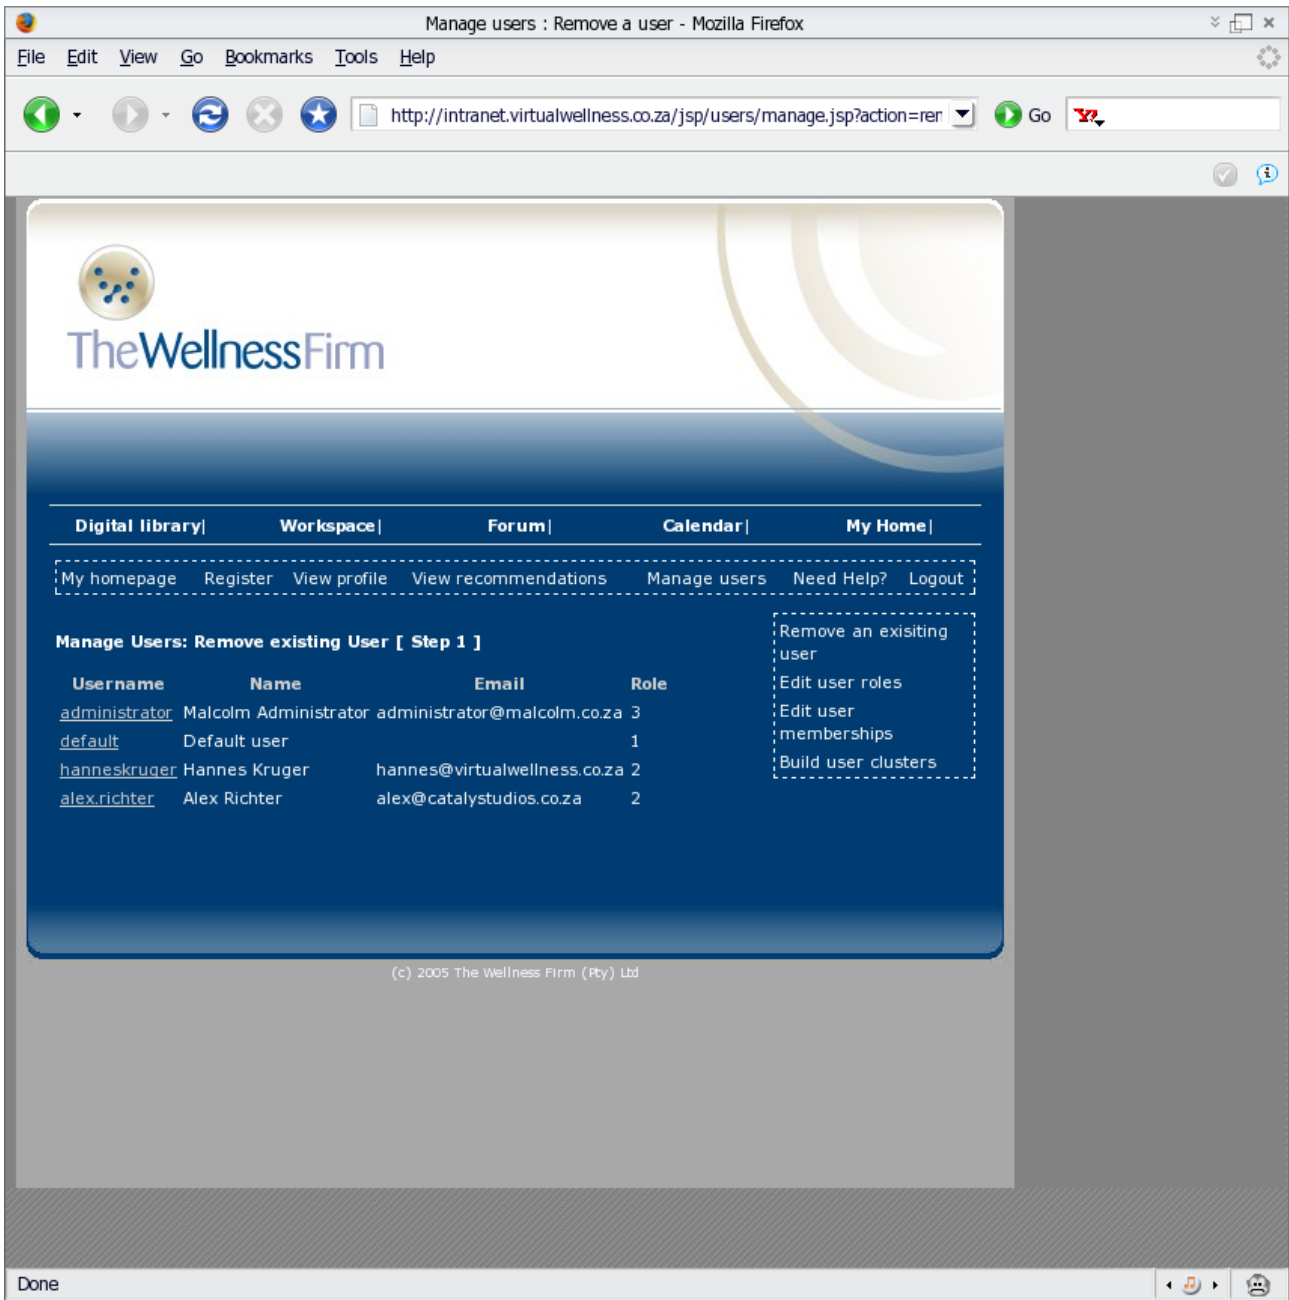 Manage users : Remove a user - Mozilla Firefox
File Edit View Go Bookmarks Tools Help
http://intranet.virtualwellness.co.za/jsp/users/manage.jsp?action=rer Go Y!
TheWellnessFirm
Digital library| Workspace| Forum| Calendar| My Home|
My homepage Register View profile View recommendations Manage users Need Help? Logout
Manage Users: Remove existing User [ Step 1 ]
Username Name Email Role
administrator Malcolm Administrator administrator@malcolm.co.za 3
default Default user 1
hanneskruger Hannes Kruger hannes@virtualwellness.co.za 2
alex.richter Alex Richter alex@catalystudios.co.za 2
Remove an exisiting
user
Edit user roles
Edit user
memberships
Build user clusters
(c) 2005 The Wellness Firm (Pty) Ltd
Done